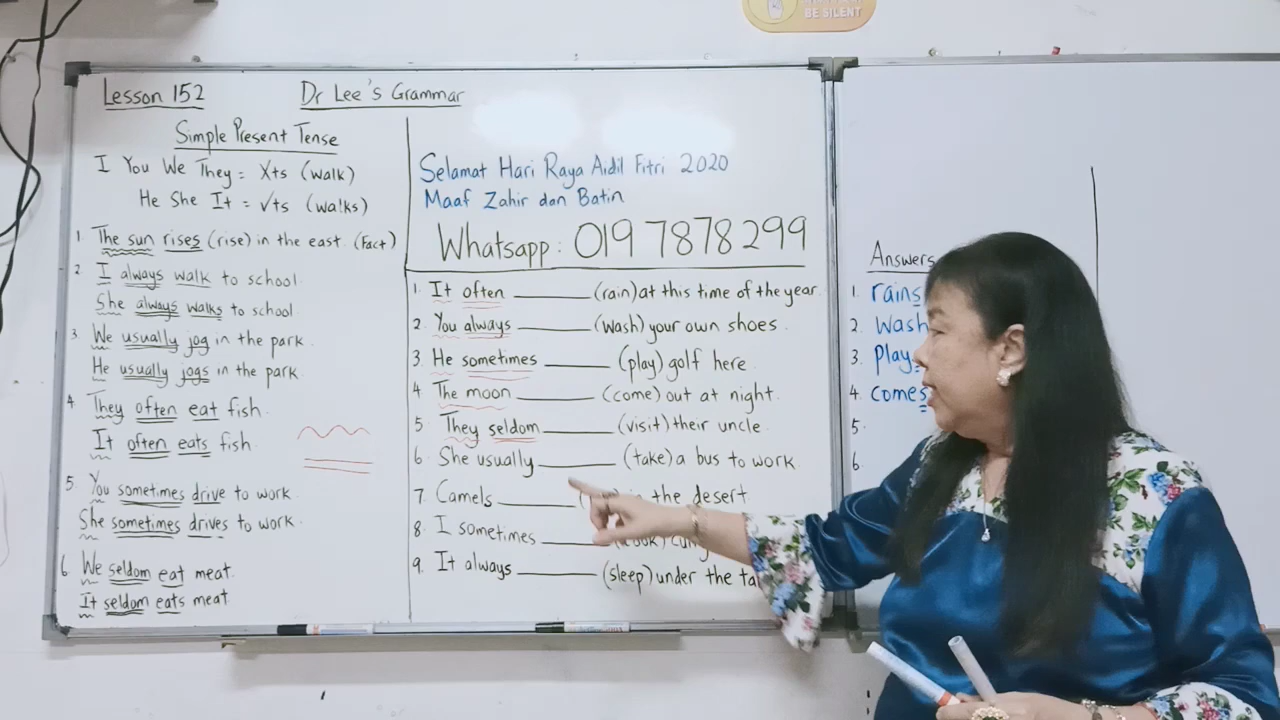 BE SILENT
Lesson 152
Dr Lee's Grammar
Simple Present Tense
I You We They = X+s (walk)
He She It = √+s (walks)
1 The sun rises (rise) in the east. (Fact)
2. I always walk to school.
She always walks to school.
3 We usually jog in the park.
He usually jogs in the park.
4 They often eat fish.
It often eats fish.
5. You sometimes drive to work.
She sometimes drives to work.
6. We seldom eat meat.
It seldom eats meat.
Selamat Hari Raya Aidil Fitri 2020
Maaf Zahir dan Batin
Whatsapp: 019 7878299
1. It often ______ (rain) at this time of the year.
2. You always ______ (wash) your own shoes.
3. He sometimes ______ (play) golf here.
4 The moon ______ (come) out at night.
5 They seldom ______ (visit) their uncle.
6 She usually ______ (take) a bus to work.
7. Camels ______ the desert
8. I sometimes ______
9. It always ______ (sleep) under the
Answers
1. rains
2. Wash
3. plays
4. comes
5.
6